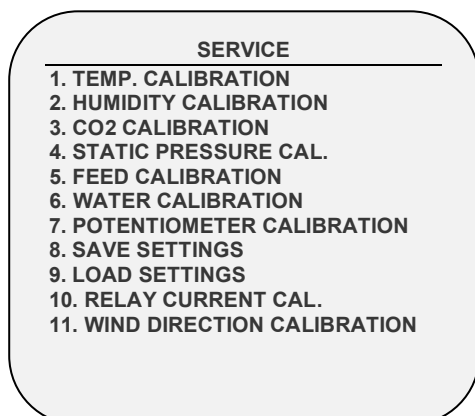 SERVICE
1. TEMP. CALIBRATION
2. HUMIDITY CALIBRATION
3. CO2 CALIBRATION
4. STATIC PRESSURE CAL.
5. FEED CALIBRATION
6. WATER CALIBRATION
7. POTENTIOMETER CALIBRATION
8. SAVE SETTINGS
9. LOAD SETTINGS
10. RELAY CURRENT CAL.
11. WIND DIRECTION CALIBRATION